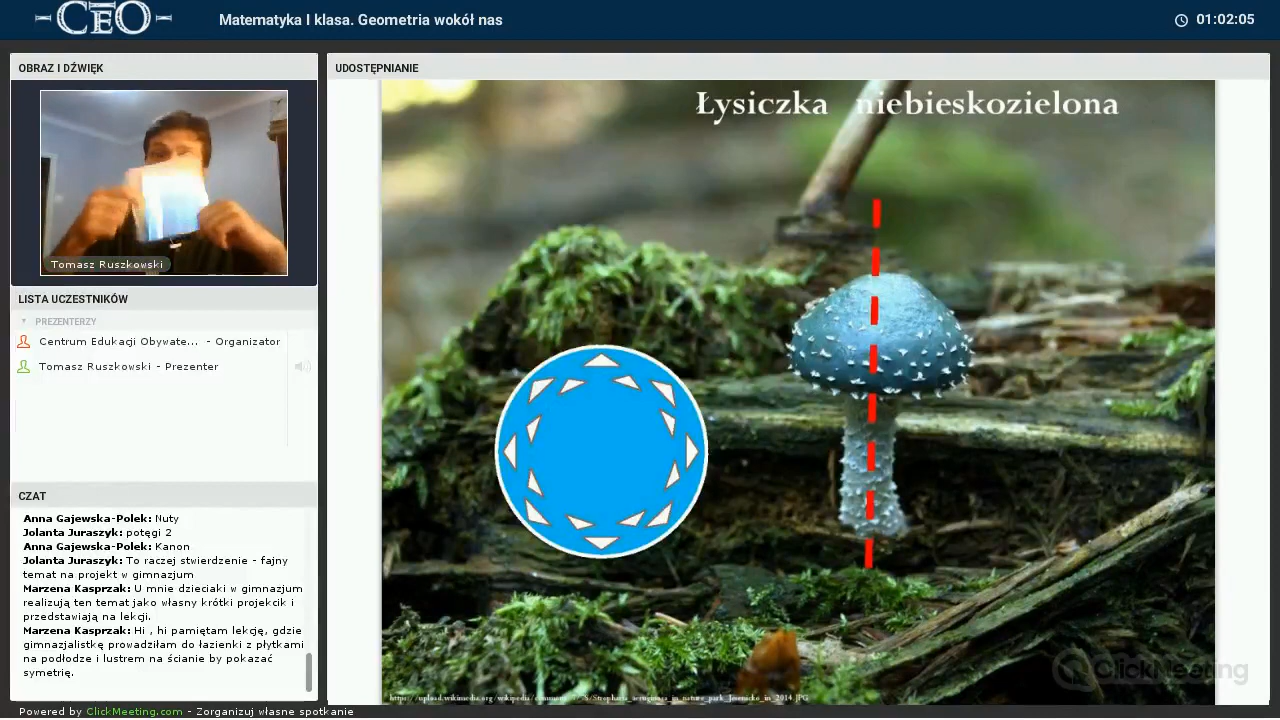 CEO
Matematyka I klasa. Geometria wokół nas
01:02:05
OBRAZ I DŹWIĘK
Tomasz Ruszkowski
LISTA UCZESTNIKÓW
PREZENTERZY
Centrum Edukacji Obywate... - Organizator
Tomasz Ruszkowski - Prezenter
CZAT
Anna Gajewska-Polek: Nuty
Jolanta Juraszyk: potęgi 2
Anna Gajewska-Polek: Kanon
Jolanta Juraszyk: To raczej stwierdzenie - fajny
temat na projekt w gimnazjum
Marzena Kasprzak: U mnie dzieciaki w gimnazjum
realizują ten temat jako własny krótki projekcik i
przedstawiają na lekcji.
Marzena Kasprzak: Hi , hi pamiętam lekcję, gdzie
gimnazjalistkę prowadziłam do łazienki z płytkami
na podłodze i lustrem na ścianie by pokazać
symetrię.
Powered by ClickMeeting.com - Zorganizuj własne spotkanie
UDOSTĘPNIANIE
Łysiczka niebieskozielona
ClickMeeting